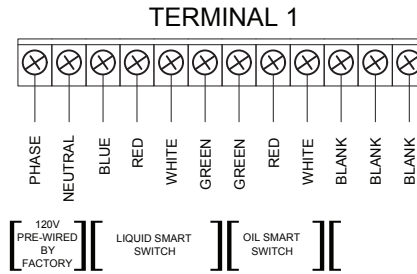 TERMINAL 1
PHASE
NEUTRAL
BLUE
RED
WHITE
GREEN
GREEN
RED
WHITE
BLANK
BLANK
BLANK
120V
PRE-WIRED
BY
FACTORY
LIQUID SMART
SWITCH
OIL SMART
SWITCH